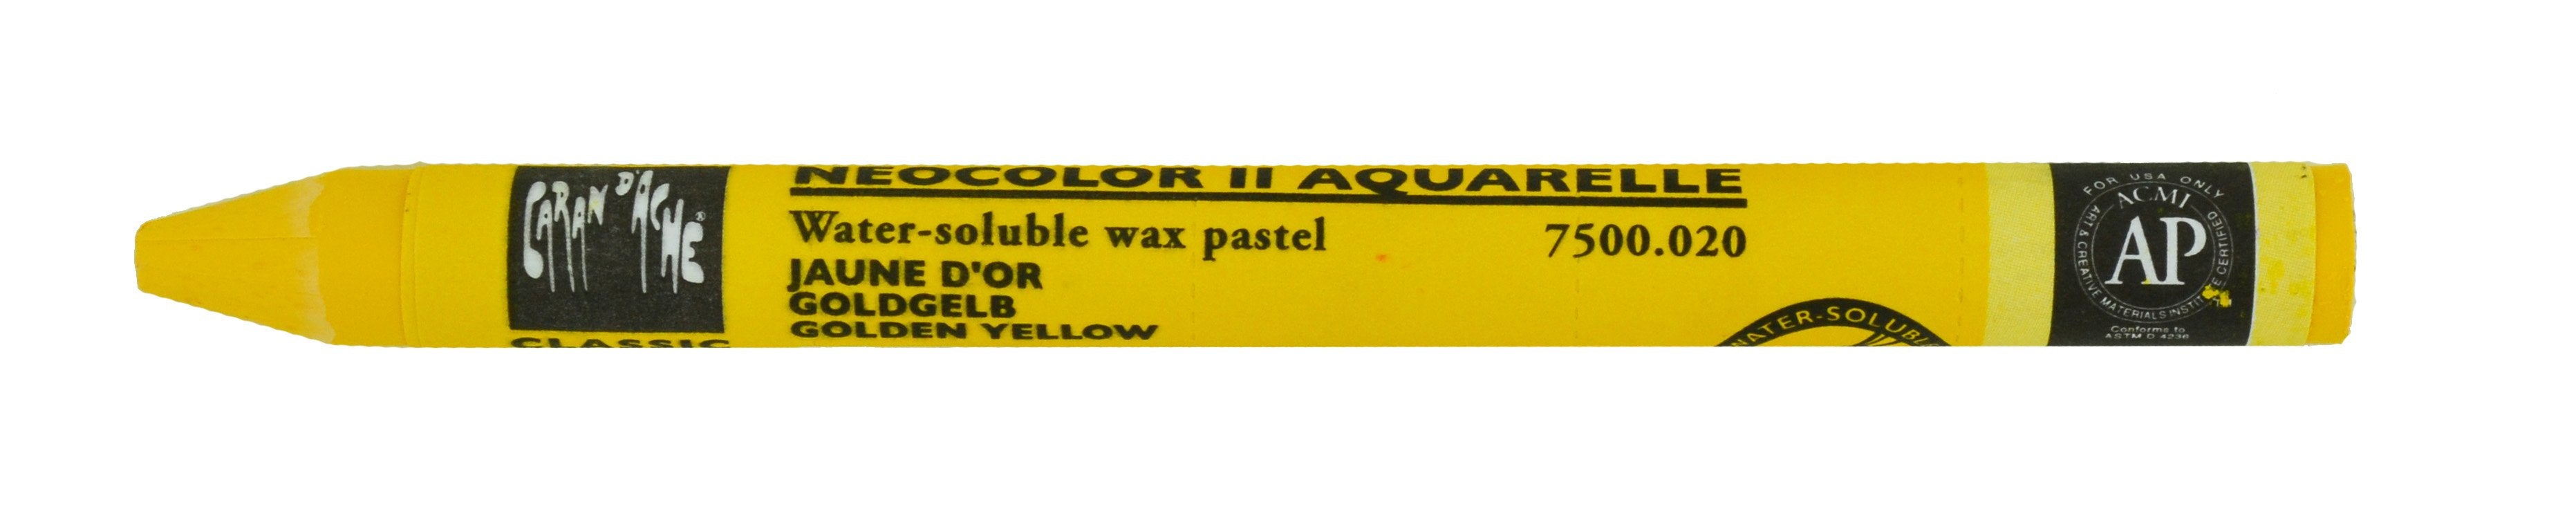 CARAN D'ACHE®
CLASSIC
NEOCOLOR II AQUARELLE
Water-soluble wax pastel 7500.020
JAUNE D'OR
GOLDGELB
GOLDEN YELLOW
WATER-SOLUBLE
FOR USA ONLY
ACMI
AP
ART & CREATIVE MATERIALS INSTITUTE CERTIFIED
Conforms to
ASTM D 4236